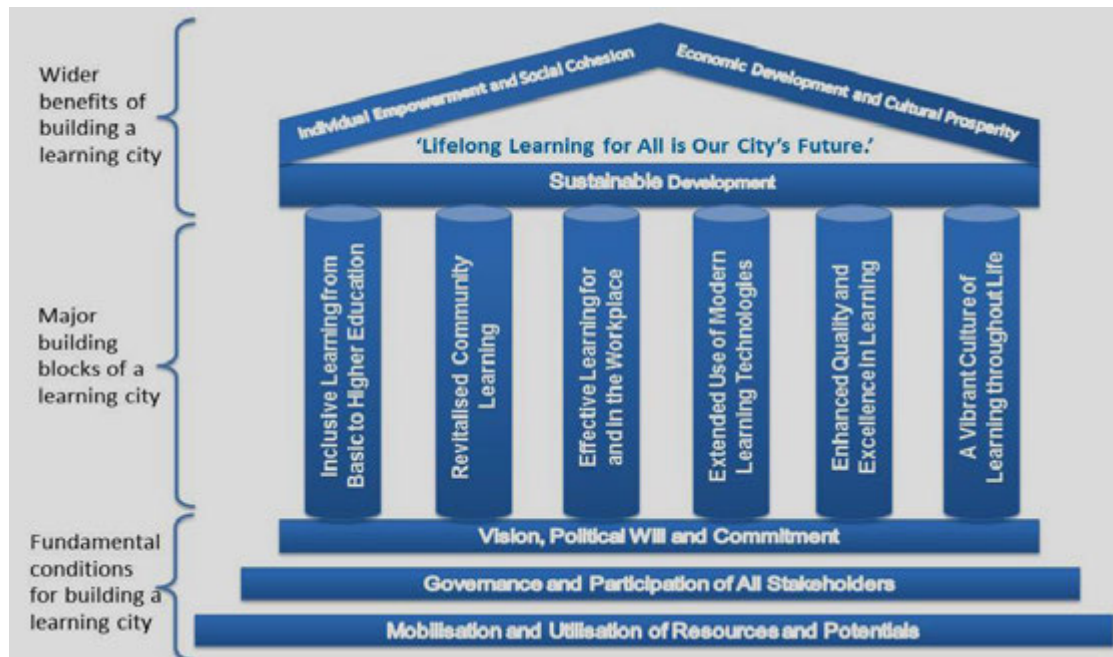 Wider
benefits of
building a
learning city
Individual Empowerment and Social Cohesion
Economic Development and Cultural Prosperity
'Lifelong Learning for All is Our City's Future.'
Sustainable Development
Major
building
blocks of a
learning city
Inclusive Learning from
Basic to Higher Education
Revitalised Community
Learning
Effective Learning for
and in the Workplace
Extended Use of Modern
Learning Technologies
Enhanced Quality and
Excellence in Learning
A Vibrant Culture of
Learning throughout Life
Fundamental
conditions
for building a
learning city
Vision, Political Will and Commitment
Governance and Participation of All Stakeholders
Mobilisation and Utilisation of Resources and Potentials